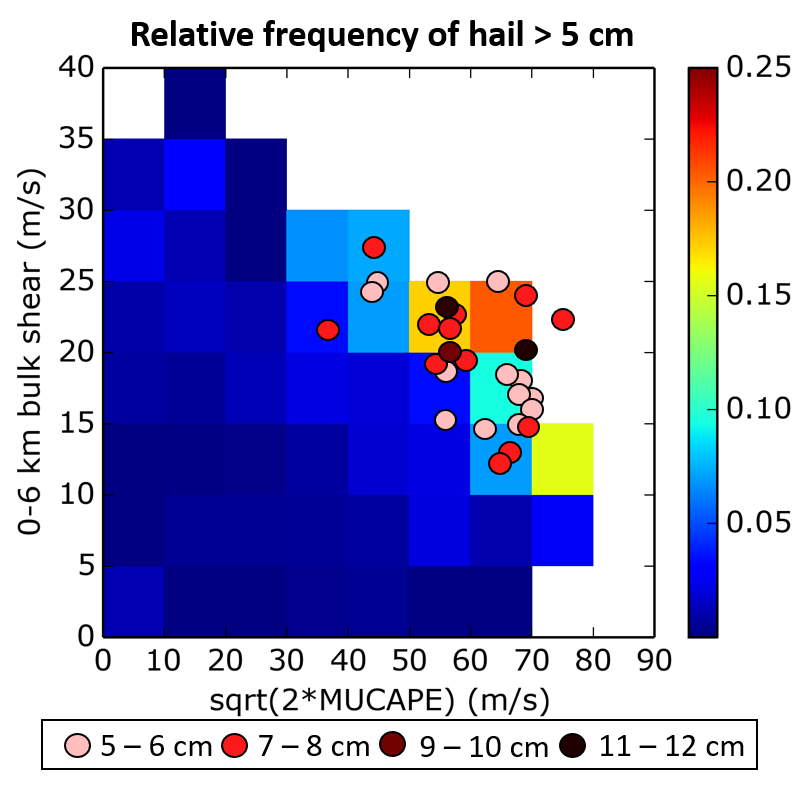 Relative frequency of hail > 5 cm
40
35
30
25
20
15
10
5
0
0-6 km bulk shear (m/s)
0 10 20 30 40 50 60 70 80 90
sqrt(2*MUCAPE) (m/s)
0.25
0.20
0.15
0.10
0.05
5 – 6 cm 7 – 8 cm 9 – 10 cm 11 – 12 cm